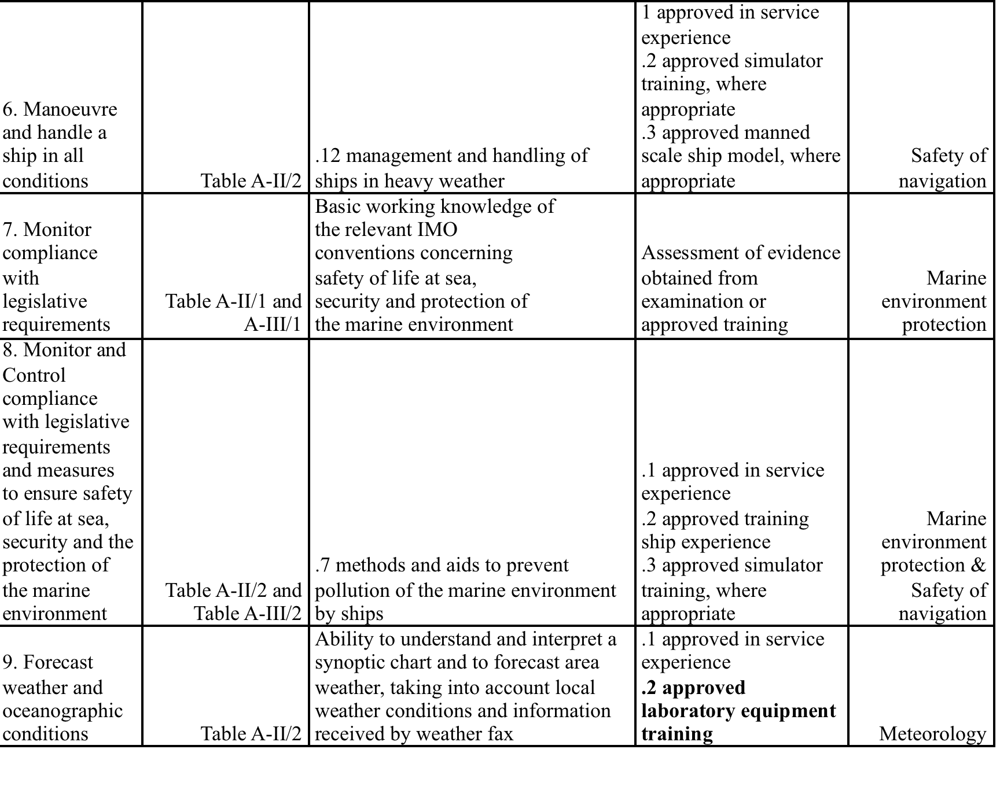 6. Manoeuvre
and handle a
ship in all
conditions
Table A-II/2
.12 management and handling of
ships in heavy weather
1 approved in service
experience
.2 approved simulator
training, where
appropriate
.3 approved manned
scale ship model, where
appropriate
Safety of
navigation
7. Monitor
compliance
with
legislative
requirements
Table A-II/1 and
A-III/1
Basic working knowledge of
the relevant IMO
conventions concerning
safety of life at sea,
security and protection of
the marine environment
Assessment of evidence
obtained from
examination or
approved training
Marine
environment
protection
8. Monitor and
Control
compliance
with legislative
requirements
and measures
to ensure safety
of life at sea,
security and the
protection of
the marine
environment
Table A-II/2 and
Table A-III/2
.7 methods and aids to prevent
pollution of the marine environment
by ships
.1 approved in service
experience
.2 approved training
ship experience
.3 approved simulator
training, where
appropriate
Marine
environment
protection &
Safety of
navigation
9. Forecast
weather and
oceanographic
conditions
Table A-II/2
Ability to understand and interpret a
synoptic chart and to forecast area
weather, taking into account local
weather conditions and information
received by weather fax
.1 approved in service
experience
.2 approved
laboratory equipment
training
Meteorology